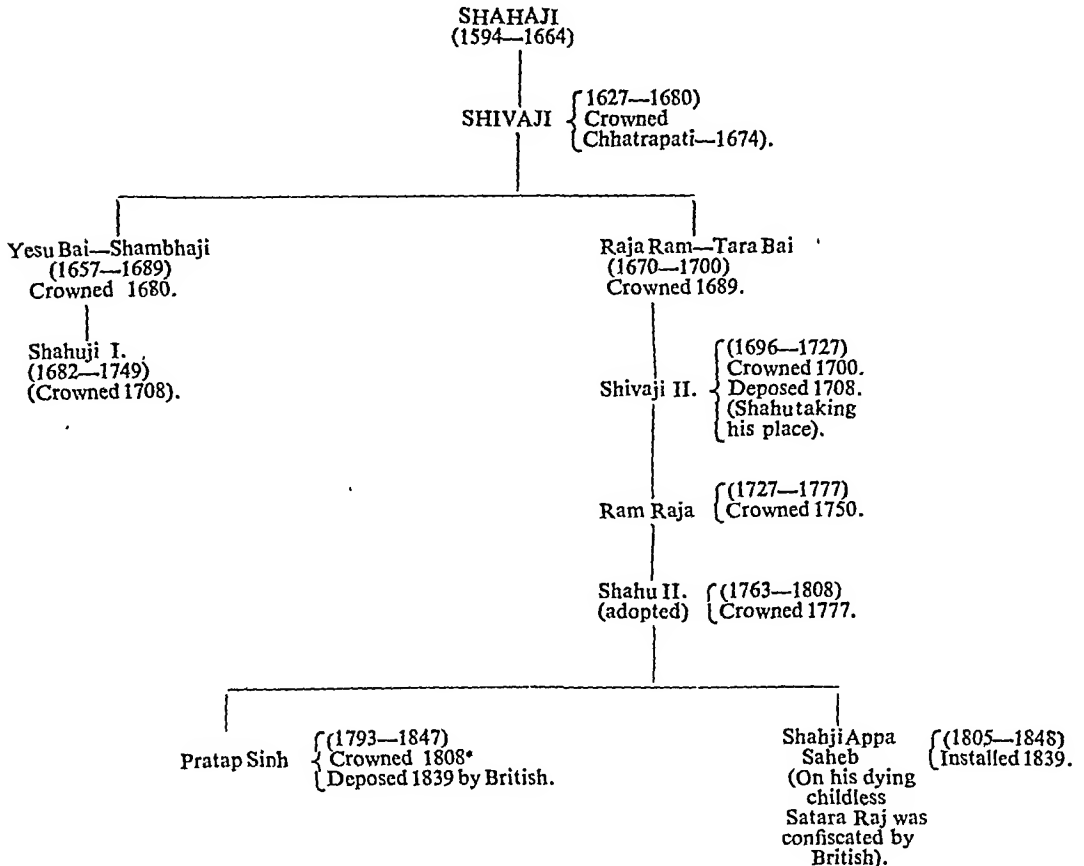 SHAHAJI
(1594—1664)
SHIVAJI
1627—1680)
Crowned
Chhatrapati—1674).
Yesu Bai—Shambhaji
(1657—1689)
Crowned 1680.
Raja Ram—Tara Bai
(1670—1700)
Crowned 1689.
Shahuji I.
(1682—1749)
(Crowned 1708).
Shivaji II.
(1696—1727)
Crowned 1700.
Deposed 1708.
(Shahu taking
his place).
Ram Raja
(1727—1777)
Crowned 1750.
Shahu II.
(adopted)
(1763—1808)
Crowned 1777.
Pratap Sinh
(1793—1847)
Crowned 1808*
Deposed 1839 by British.
Shahji Appa
Saheb
(1805—1848)
Installed 1839.
(On his dying
childless
Satara Raj was
confiscated by
British).